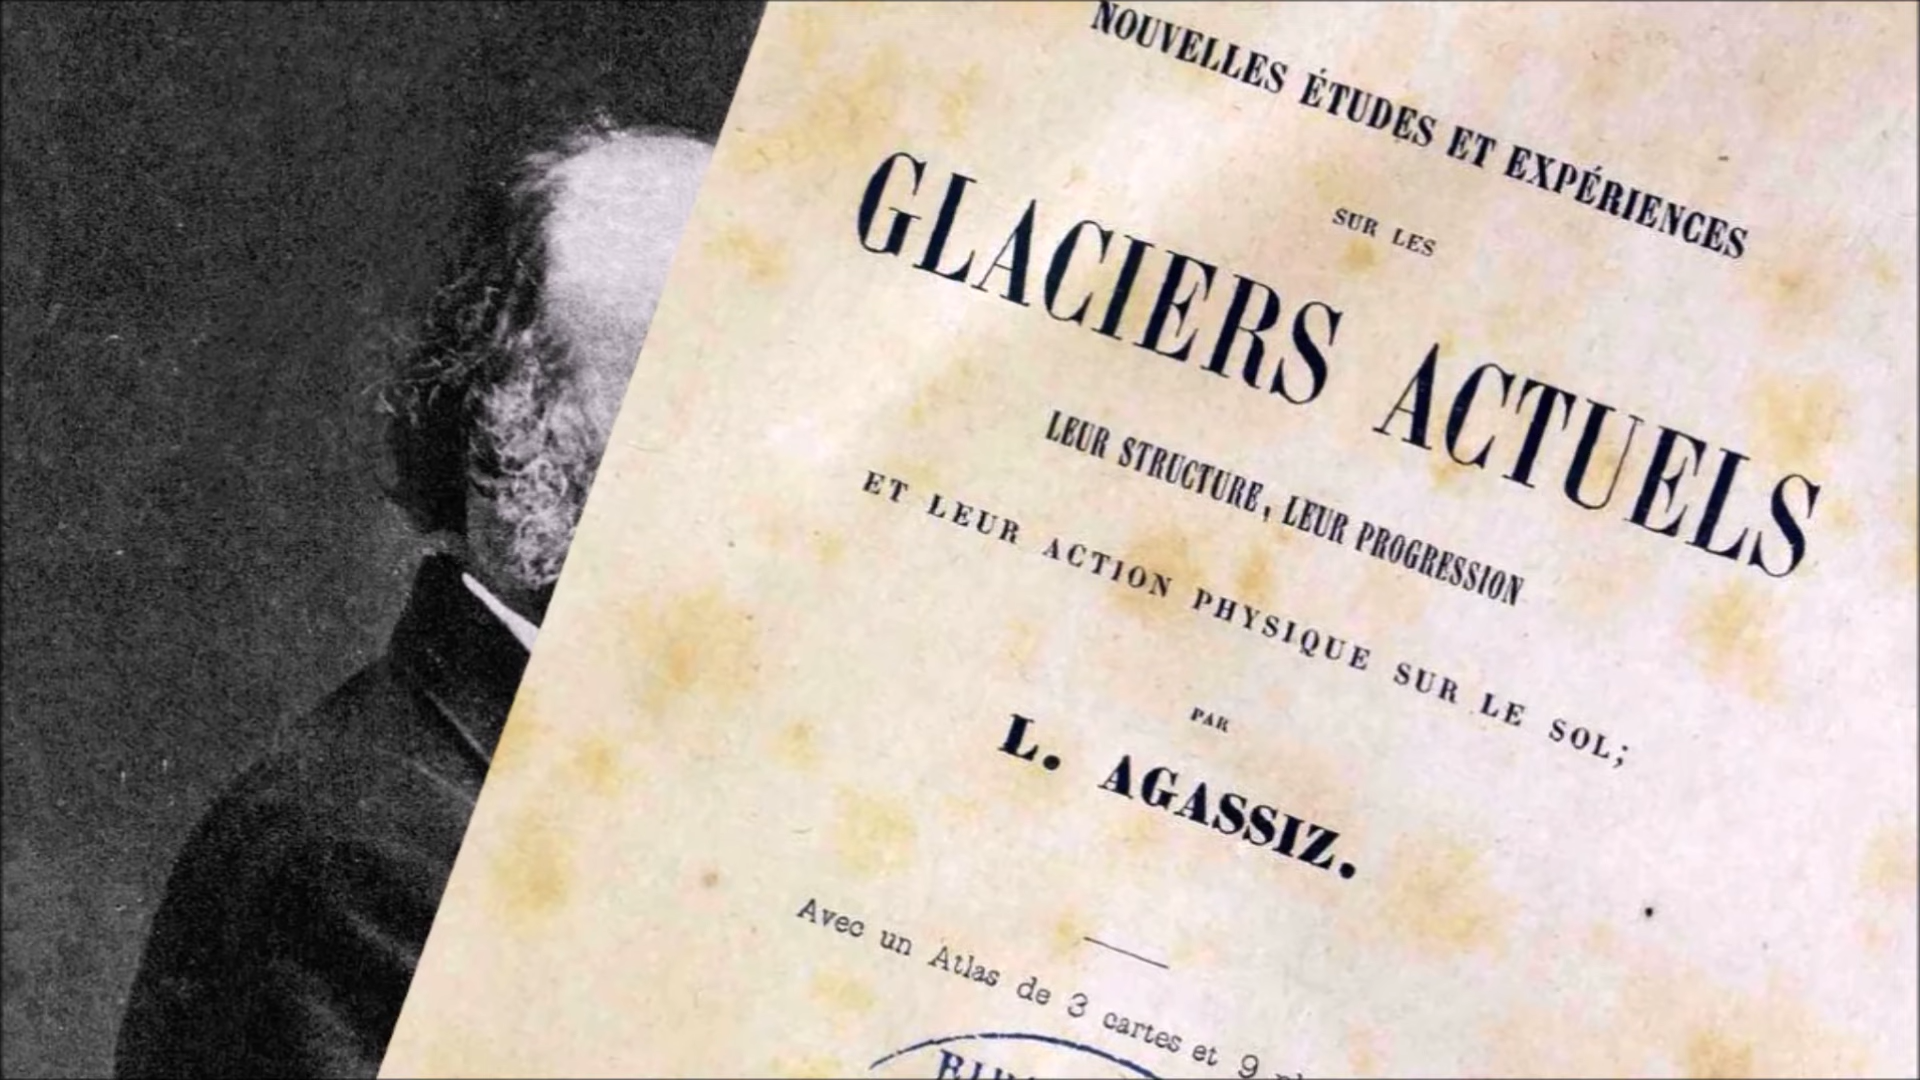 NOUVELLES ÉTUDES ET EXPÉRIENCES
SUR LES
GLACIERS ACTUELS
LEUR STRUCTURE, LEUR PROGRESSION
ET LEUR ACTION PHYSIQUE SUR LE SOL;
PAR
L. AGASSIZ.
Avec un Atlas de 3 cartes et 9